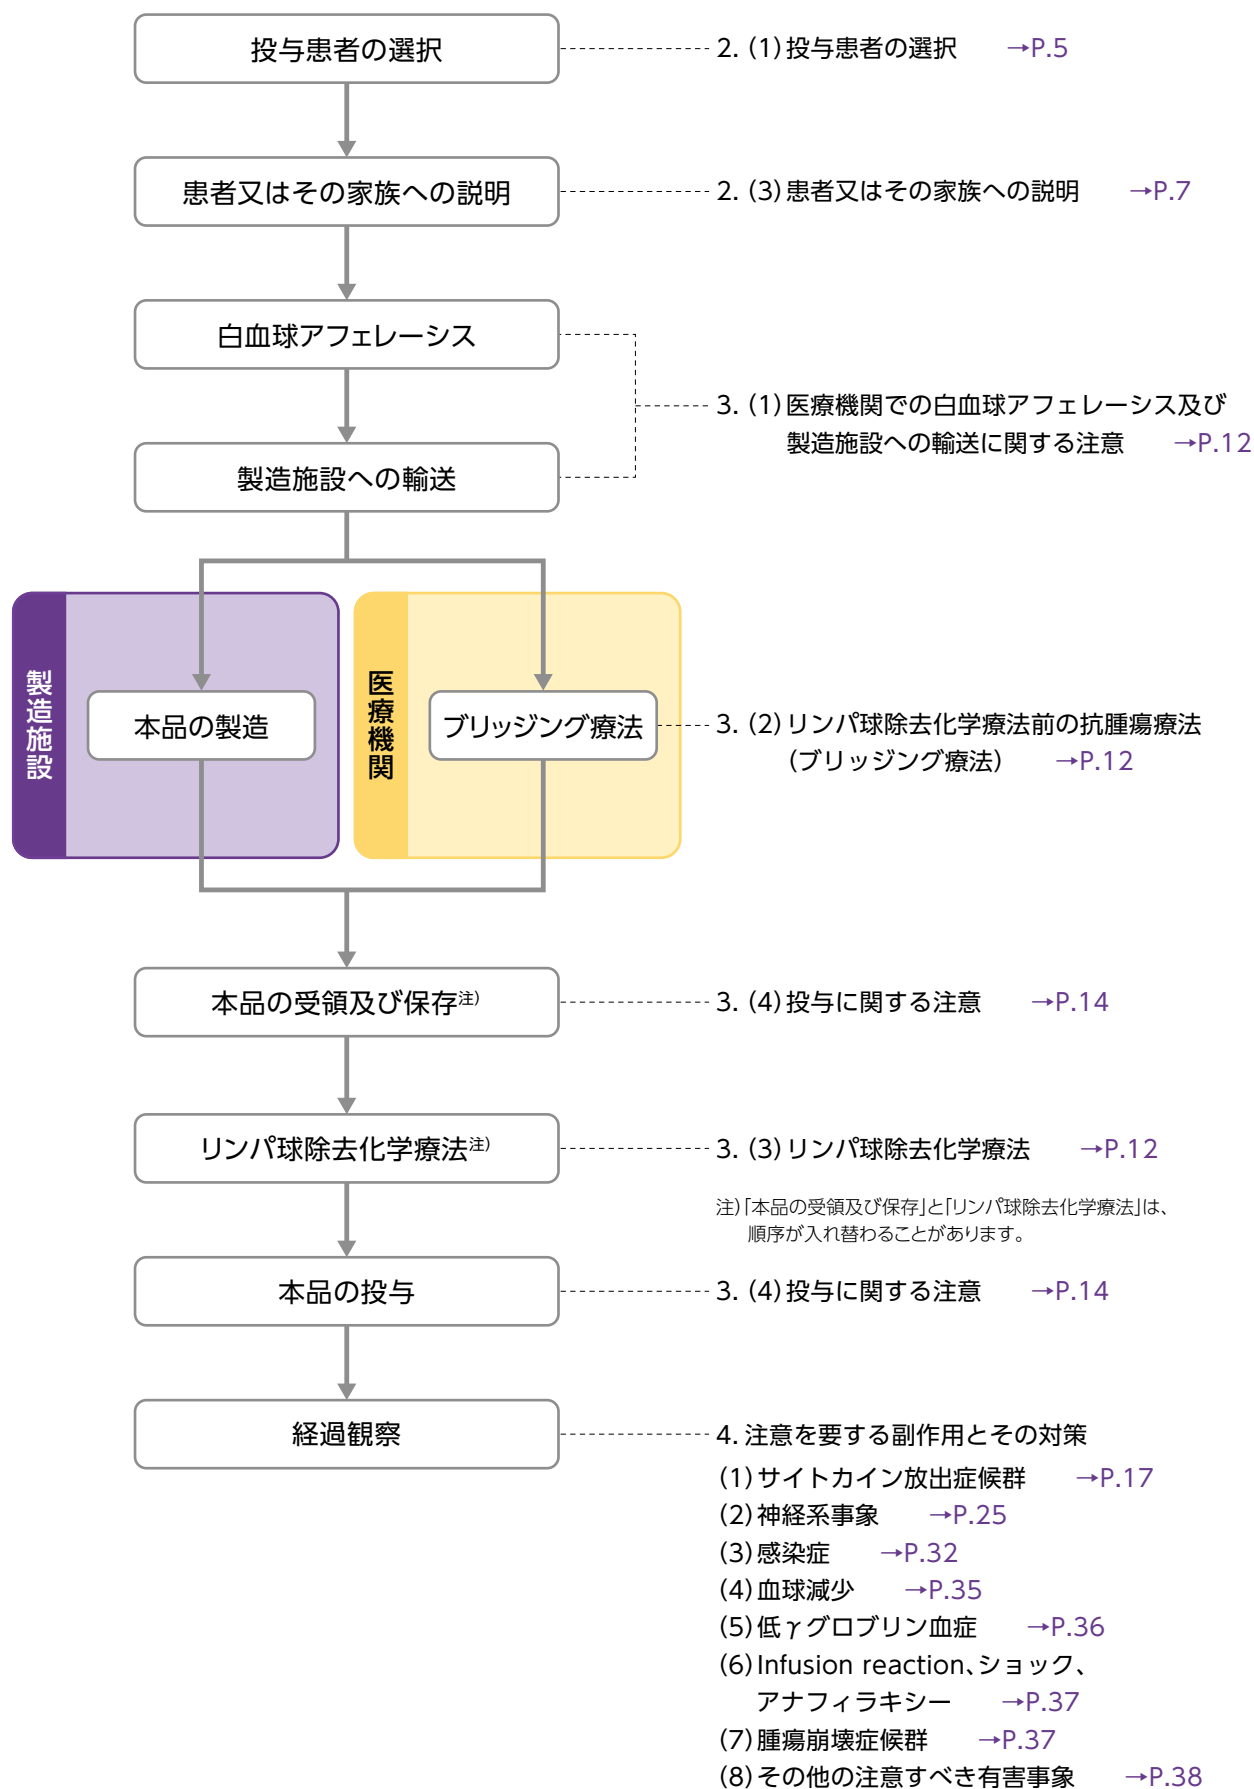 投与患者の選択
2. (1)投与患者の選択 →P.5
患者又はその家族への説明
2. (3)患者又はその家族への説明 →P.7
白血球アフェレーシス
製造施設への輸送
3. (1)医療機関での白血球アフェレーシス及び
製造施設への輸送に関する注意 →P.12
製造施設
本品の製造
医療機関
ブリッジング療法
3. (2)リンパ球除去化学療法前の抗腫瘍療法
(ブリッジング療法) →P.12
本品の受領及び保存注)
3. (4)投与に関する注意 →P.14
リンパ球除去化学療法注)
3. (3)リンパ球除去化学療法 →P.12
注)「本品の受領及び保存」と「リンパ球除去化学療法」は、
順序が入れ替わることがあります。
本品の投与
3. (4)投与に関する注意 →P.14
経過観察
4. 注意を要する副作用とその対策
(1)サイトカイン放出症候群 →P.17
(2)神経系事象 →P.25
(3)感染症 →P.32
(4)血球減少 →P.35
(5)低γグロブリン血症 →P.36
(6)Infusion reaction、ショック、
アナフィラキシー →P.37
(7)腫瘍崩壊症候群 →P.37
(8)その他の注意すべき有害事象 →P.38